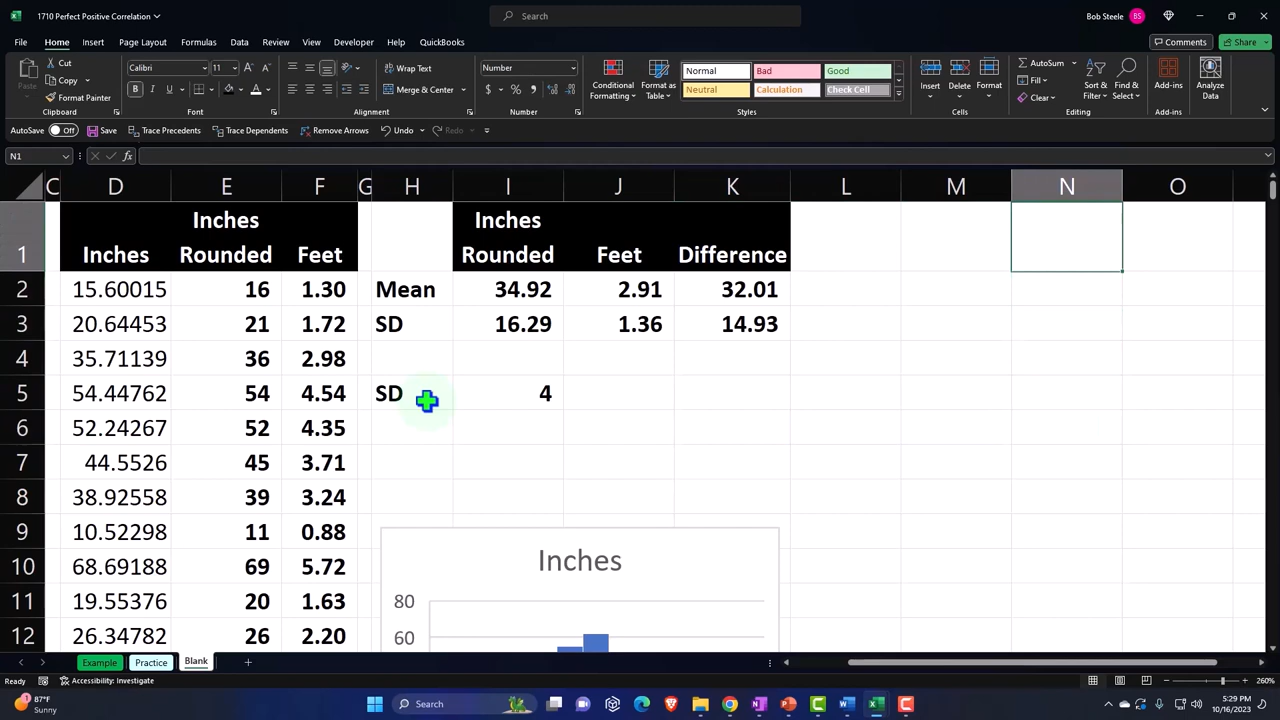 1710 Perfect Positive Correlation
Search
Bob Steele
BS
File Home Insert Page Layout Formulas Data Review View Developer Automate Help QuickBooks
Comments
Share
Cut
Copy
Format Painter
Paste
Clipboard
Calibri
11
B I U
Font
Wrap Text
Merge & Center
Alignment
Number
$ % 9
Number
Conditional Formatting
Format as Table
Normal Bad Good
Neutral Calculation Check Cell
Styles
Insert Delete Format
Cells
AutoSum
Fill
Clear
Sort & Filter
Find & Select
Editing
Add-ins
Add-ins
Analyze Data
AutoSave Off Save Trace Precedents Trace Dependents Remove Arrows Undo Redo
N1
fx
C D E F G H I J K L M N O
1 Inches Inches Rounded Feet Inches Rounded Feet Difference
2 15.60015 16 1.30 Mean 34.92 2.91 32.01
3 20.64453 21 1.72 SD 16.29 1.36 14.93
4 35.71139 36 2.98
5 54.44762 54 4.54 SD 4
6 52.24267 52 4.35
7 44.5526 45 3.71
8 38.92558 39 3.24
9 10.52298 11 0.88
10 68.69188 69 5.72
11 19.55376 20 1.63
12 26.34782 26 2.20
Inches
80
60
Example Practice Blank
Ready
Accessibility: Investigate
260%
87°F
Sunny
Search
5:29 PM
10/16/2023